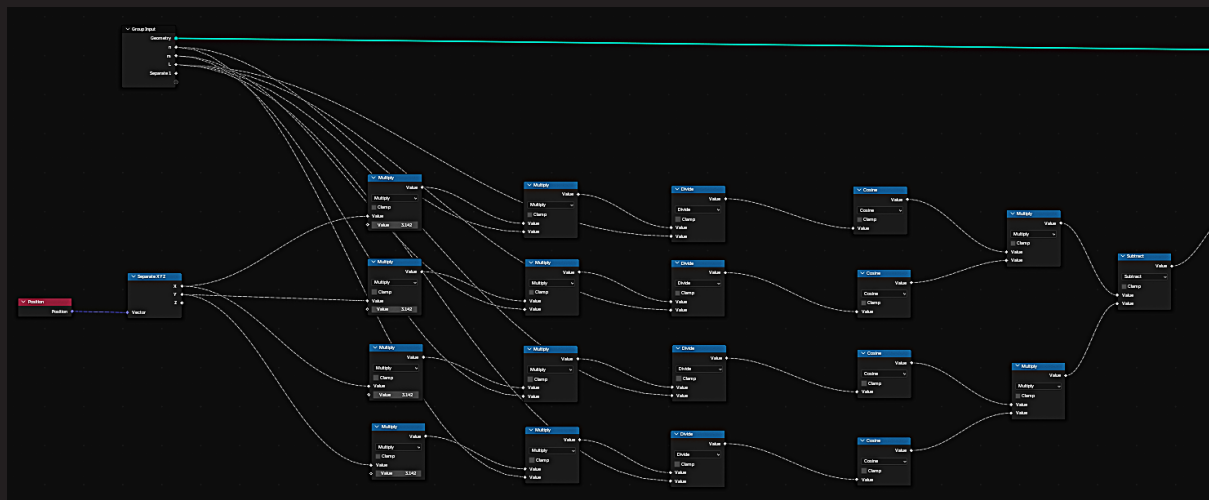 Group Input
Geometry
n
m
L
Separate 1
Position
Position
Separate XYZ
X
Y
Z
Vector
Multiply
Value
Multiply
Clamp
Value
Value 3.142
Multiply
Value
Multiply
Clamp
Value
Value 3.142
Multiply
Value
Multiply
Clamp
Value
Value 3.142
Multiply
Value
Multiply
Clamp
Value
Value 3.142
Multiply
Value
Multiply
Clamp
Value
Value
Multiply
Value
Multiply
Clamp
Value
Value
Multiply
Value
Multiply
Clamp
Value
Value
Multiply
Value
Multiply
Clamp
Value
Value
Divide
Value
Divide
Clamp
Value
Value
Divide
Value
Divide
Clamp
Value
Value
Divide
Value
Divide
Clamp
Value
Value
Divide
Value
Divide
Clamp
Value
Value
Cosine
Value
Cosine
Clamp
Value
Cosine
Value
Cosine
Clamp
Value
Cosine
Value
Cosine
Clamp
Value
Cosine
Value
Cosine
Clamp
Value
Multiply
Value
Multiply
Clamp
Value
Value
Multiply
Value
Multiply
Clamp
Value
Value
Subtract
Value
Subtract
Clamp
Value
Value